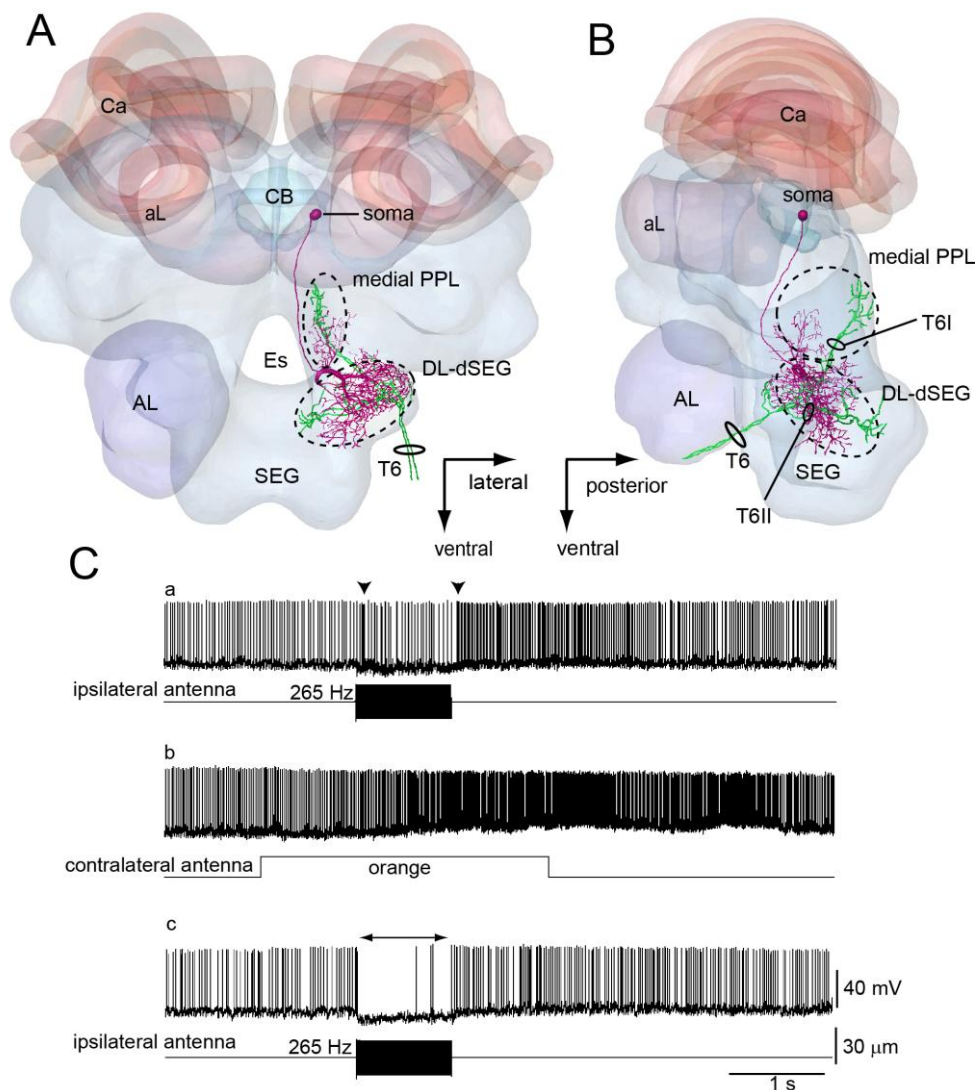 A
B
Ca
Ca
CB
soma
soma
aL
aL
medial PPL
medial PPL
T6I
Es
DL-dSEG
DL-dSEG
AL
AL
T6
T6
SEG
SEG
lateral
posterior
T6II
ventral
ventral
C
a
ipsilateral antenna
265 Hz
b
contralateral antenna
orange
c
40 mV
ipsilateral antenna
265 Hz
30 μm
1 s